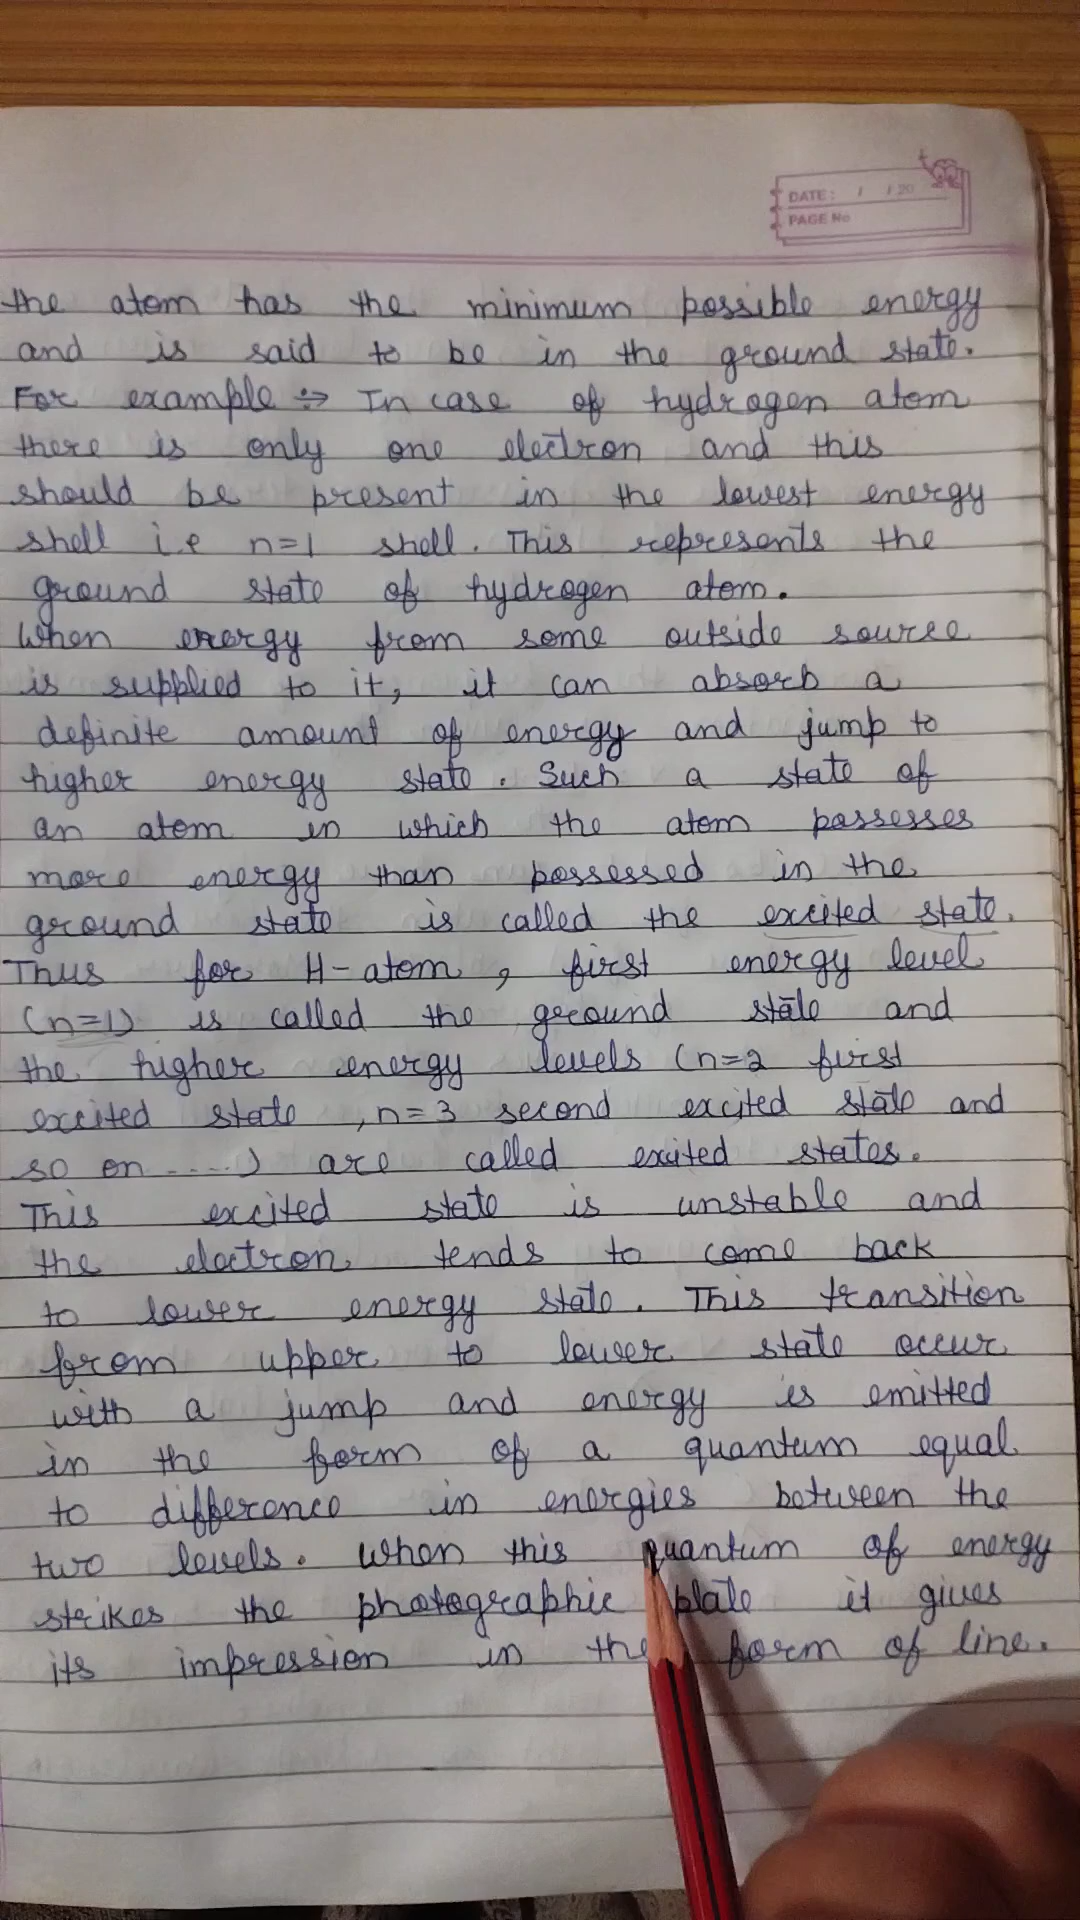 DATE: / / 20
PAGE No
the atom has the minimum possible energy
and is said to be in the ground state.
For example :→ In case of hydrogen atom
there is only one electron and this
should be present in the lowest energy
shell i.e n=1 shell. This represents the
ground state of hydrogen atom.
When energy from some outside source
is supplied to it, it can absorb a
definite amount of energy and jump to
higher energy state. Such a state of
an atom in which the atom possesses
more energy than possessed in the
ground state is called the excited state.
Thus for H-atom, first energy level
(n=1) is called the ground state and
the higher energy levels (n=2 first
excited state, n=3 second excited state and
so on .....) are called excited states.
This excited state is unstable and
the electron tends to come back
to lower energy state. This transition
from upper to lower state occur
with a jump and energy is emitted
in the form of a quantum equal
to difference in energies between the
two levels. When this quantum of energy
strikes the photographic plate it gives
its impression in the form of line.